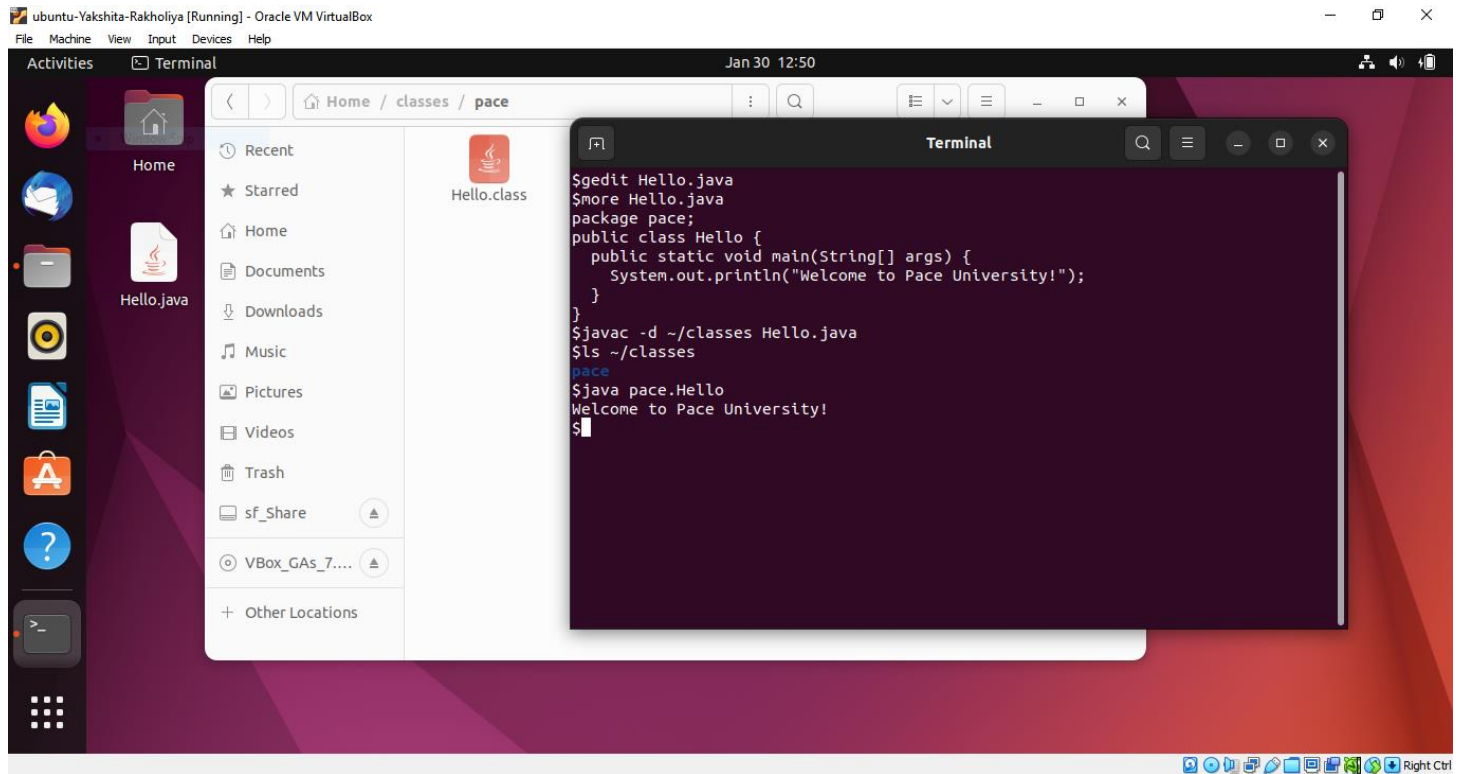 ubuntu-Yakshita-Rakholiya [Running] - Oracle VM VirtualBox
File Machine View Input Devices Help
Activities Terminal Jan 30 12:50
Home / classes / pace
Home
Hello.java
Recent
Starred
Home
Documents
Downloads
Music
Pictures
Videos
Trash
sf_Share
VBox_GAs_7....
+ Other Locations
Hello.class
Terminal
$gedit Hello.java
$more Hello.java
package pace;
public class Hello {
  public static void main(String[] args) {
    System.out.println("Welcome to Pace University!");
  }
}
$javac -d ~/classes Hello.java
$ls ~/classes
pace
$java pace.Hello
Welcome to Pace University!
$
Right Ctrl